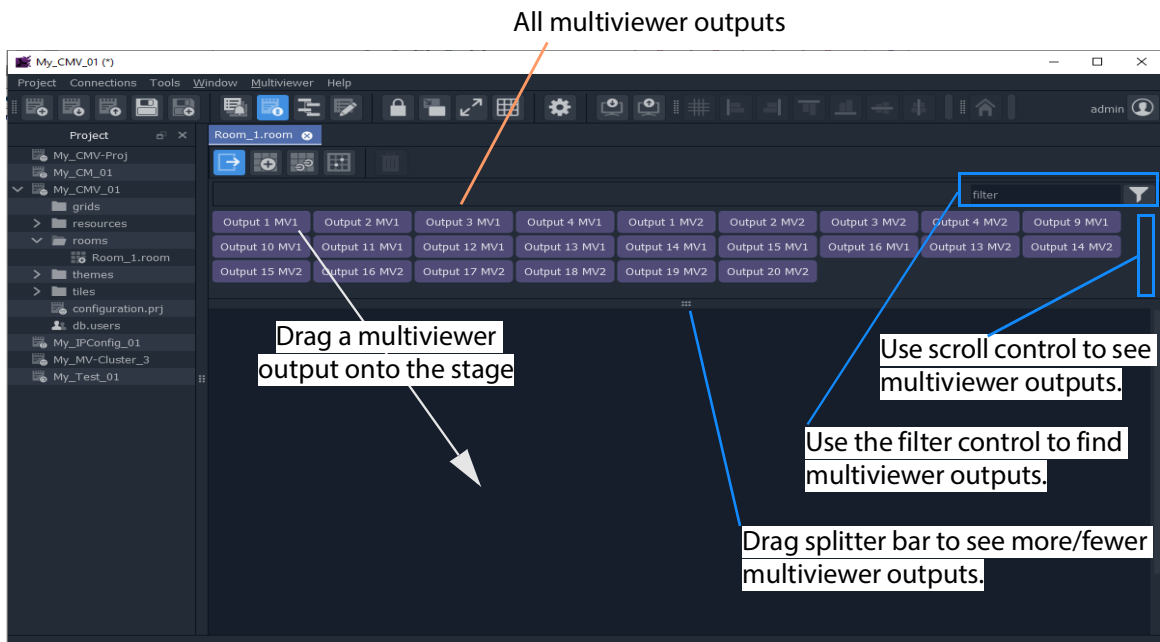 All multiviewer outputs
My_CMV_01 (*)
Project Connections Tools Window Multiviewer Help
admin
Project
My_CMV-Proj
My_CM_01
My_CMV_01
grids
resources
rooms
Room_1.room
themes
tiles
configuration.prj
db.users
My_IPConfig_01
My_MV-Cluster_3
My_Test_01
Room_1.room
filter
Output 1 MV1 Output 2 MV1 Output 3 MV1 Output 4 MV1 Output 1 MV2 Output 2 MV2 Output 3 MV2 Output 4 MV2 Output 9 MV1
Output 10 MV1 Output 11 MV1 Output 12 MV1 Output 13 MV1 Output 14 MV1 Output 15 MV1 Output 16 MV1 Output 13 MV2 Output 14 MV2
Output 15 MV2 Output 16 MV2 Output 17 MV2 Output 18 MV2 Output 19 MV2 Output 20 MV2
Drag a multiviewer
output onto the stage
Use scroll control to see
multiviewer outputs.
Use the filter control to find
multiviewer outputs.
Drag splitter bar to see more/fewer
multiviewer outputs.